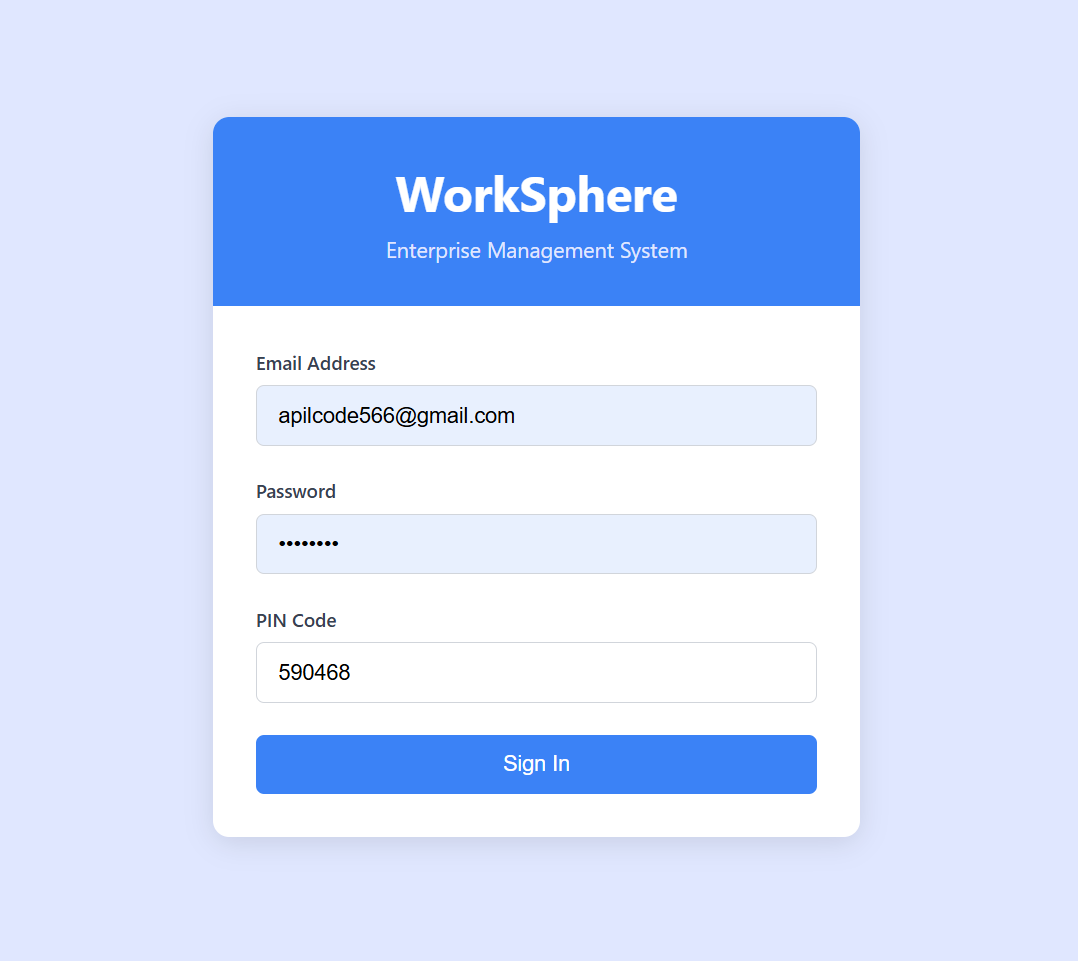 WorkSphere
Enterprise Management System
Email Address
apilcode566@gmail.com
Password
••••••••
PIN Code
590468
Sign In